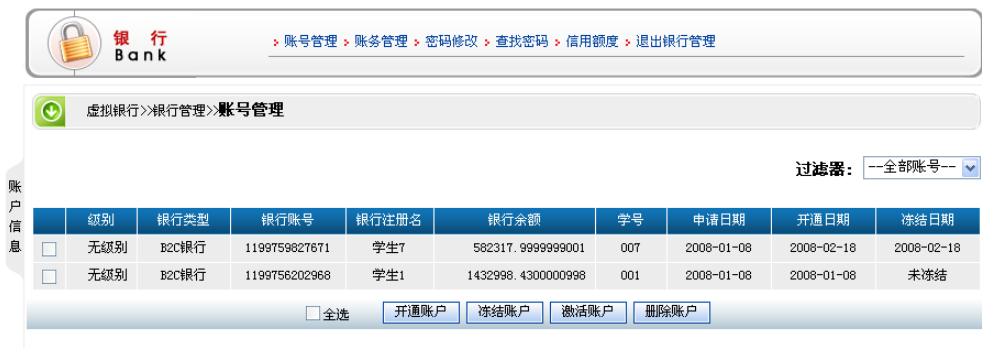 银 行
Bank
> 账号管理 > 账务管理 > 密码修改 > 查找密码 > 信用额度 > 退出银行管理
虚拟银行>>银行管理>>账号管理
过滤器： --全部账号--
账户信息
级别 银行类型 银行账号 银行注册名 银行余额 学号 申请日期 开通日期 冻结日期
无级别 B2C银行 1199759827671 学生7 582317.9999999001 007 2008-01-08 2008-02-18 2008-02-18
无级别 B2C银行 1199756202968 学生1 1432998.4300000998 001 2008-01-08 2008-01-08 未冻结
全选 开通账户 冻结账户 激活账户 删除账户